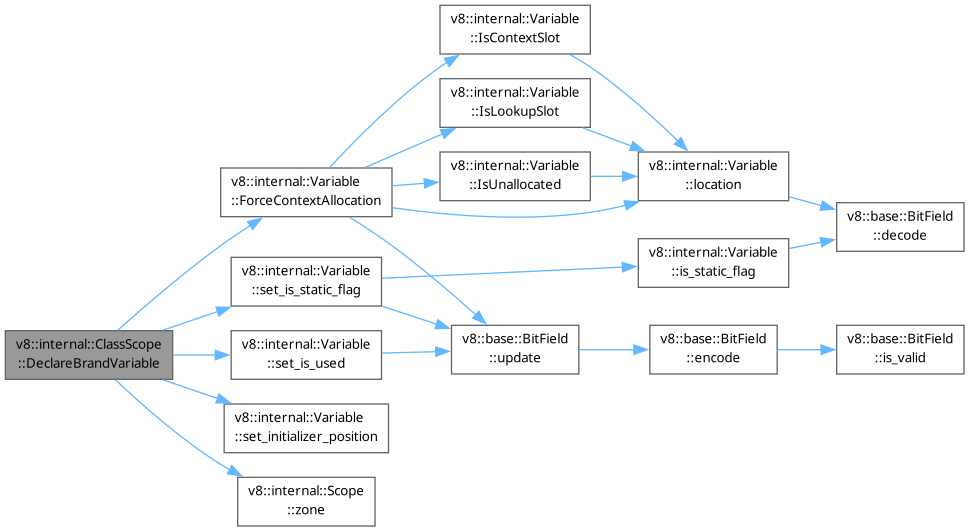 v8::internal::ClassScope
::DeclareBrandVariable
v8::internal::Variable
::ForceContextAllocation
v8::internal::Variable
::IsContextSlot
v8::internal::Variable
::IsLookupSlot
v8::internal::Variable
::IsUnallocated
v8::internal::Variable
::location
v8::base::BitField
::decode
v8::internal::Variable
::set_is_static_flag
v8::internal::Variable
::is_static_flag
v8::internal::Variable
::set_is_used
v8::base::BitField
::update
v8::base::BitField
::encode
v8::base::BitField
::is_valid
v8::internal::Variable
::set_initializer_position
v8::internal::Scope
::zone